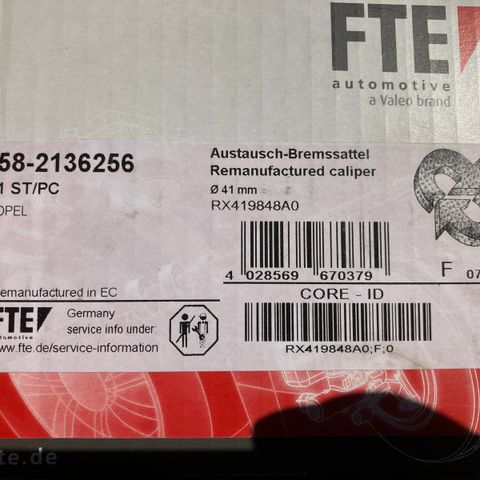 FTE
automotive
a Valeo brand
58-2136256
1 ST/PC
OPEL
Austausch-Bremssattel
Remanufactured caliper
Ø 41 mm
RX419848A0
4 028569 670379
F 07
CORE - ID
RX419848A0;F;0
emanufactured in EC
FTE
automotive
Germany
service info under:
www.fte.de/service-information
te.de